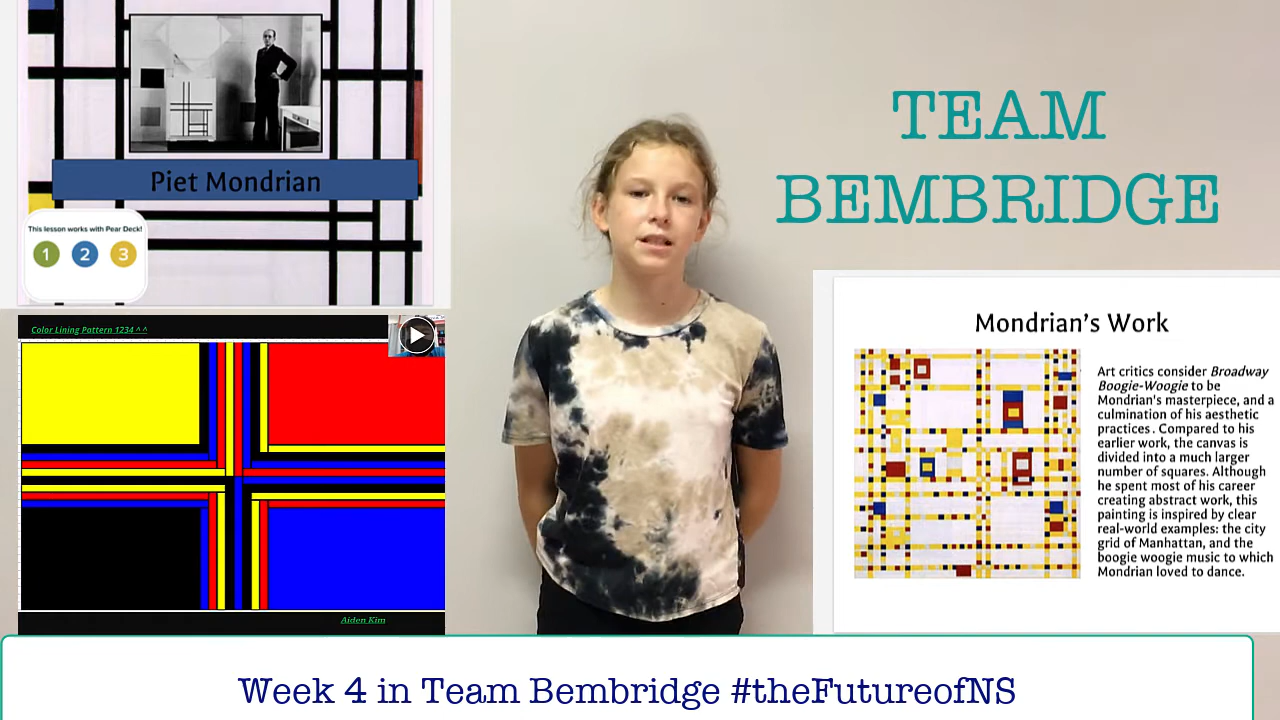 Piet Mondrian
This lesson works with Pear Deck!
1 2 3
Color Lining Pattern 1234 ^ ^
Aiden Kim
TEAM
BEMBRIDGE
Mondrian's Work
Art critics consider Broadway
Boogie-Woogie to be
Mondrian's masterpiece, and a
culmination of his aesthetic
practices. Compared to his
earlier work, the canvas is
divided into a much larger
number of squares. Although
he spent most of his career
creating abstract work, this
painting is inspired by clear
real-world examples: the city
grid of Manhattan, and the
boogie woogie music to which
Mondrian loved to dance.
Week 4 in Team Bembridge #theFutureofNS